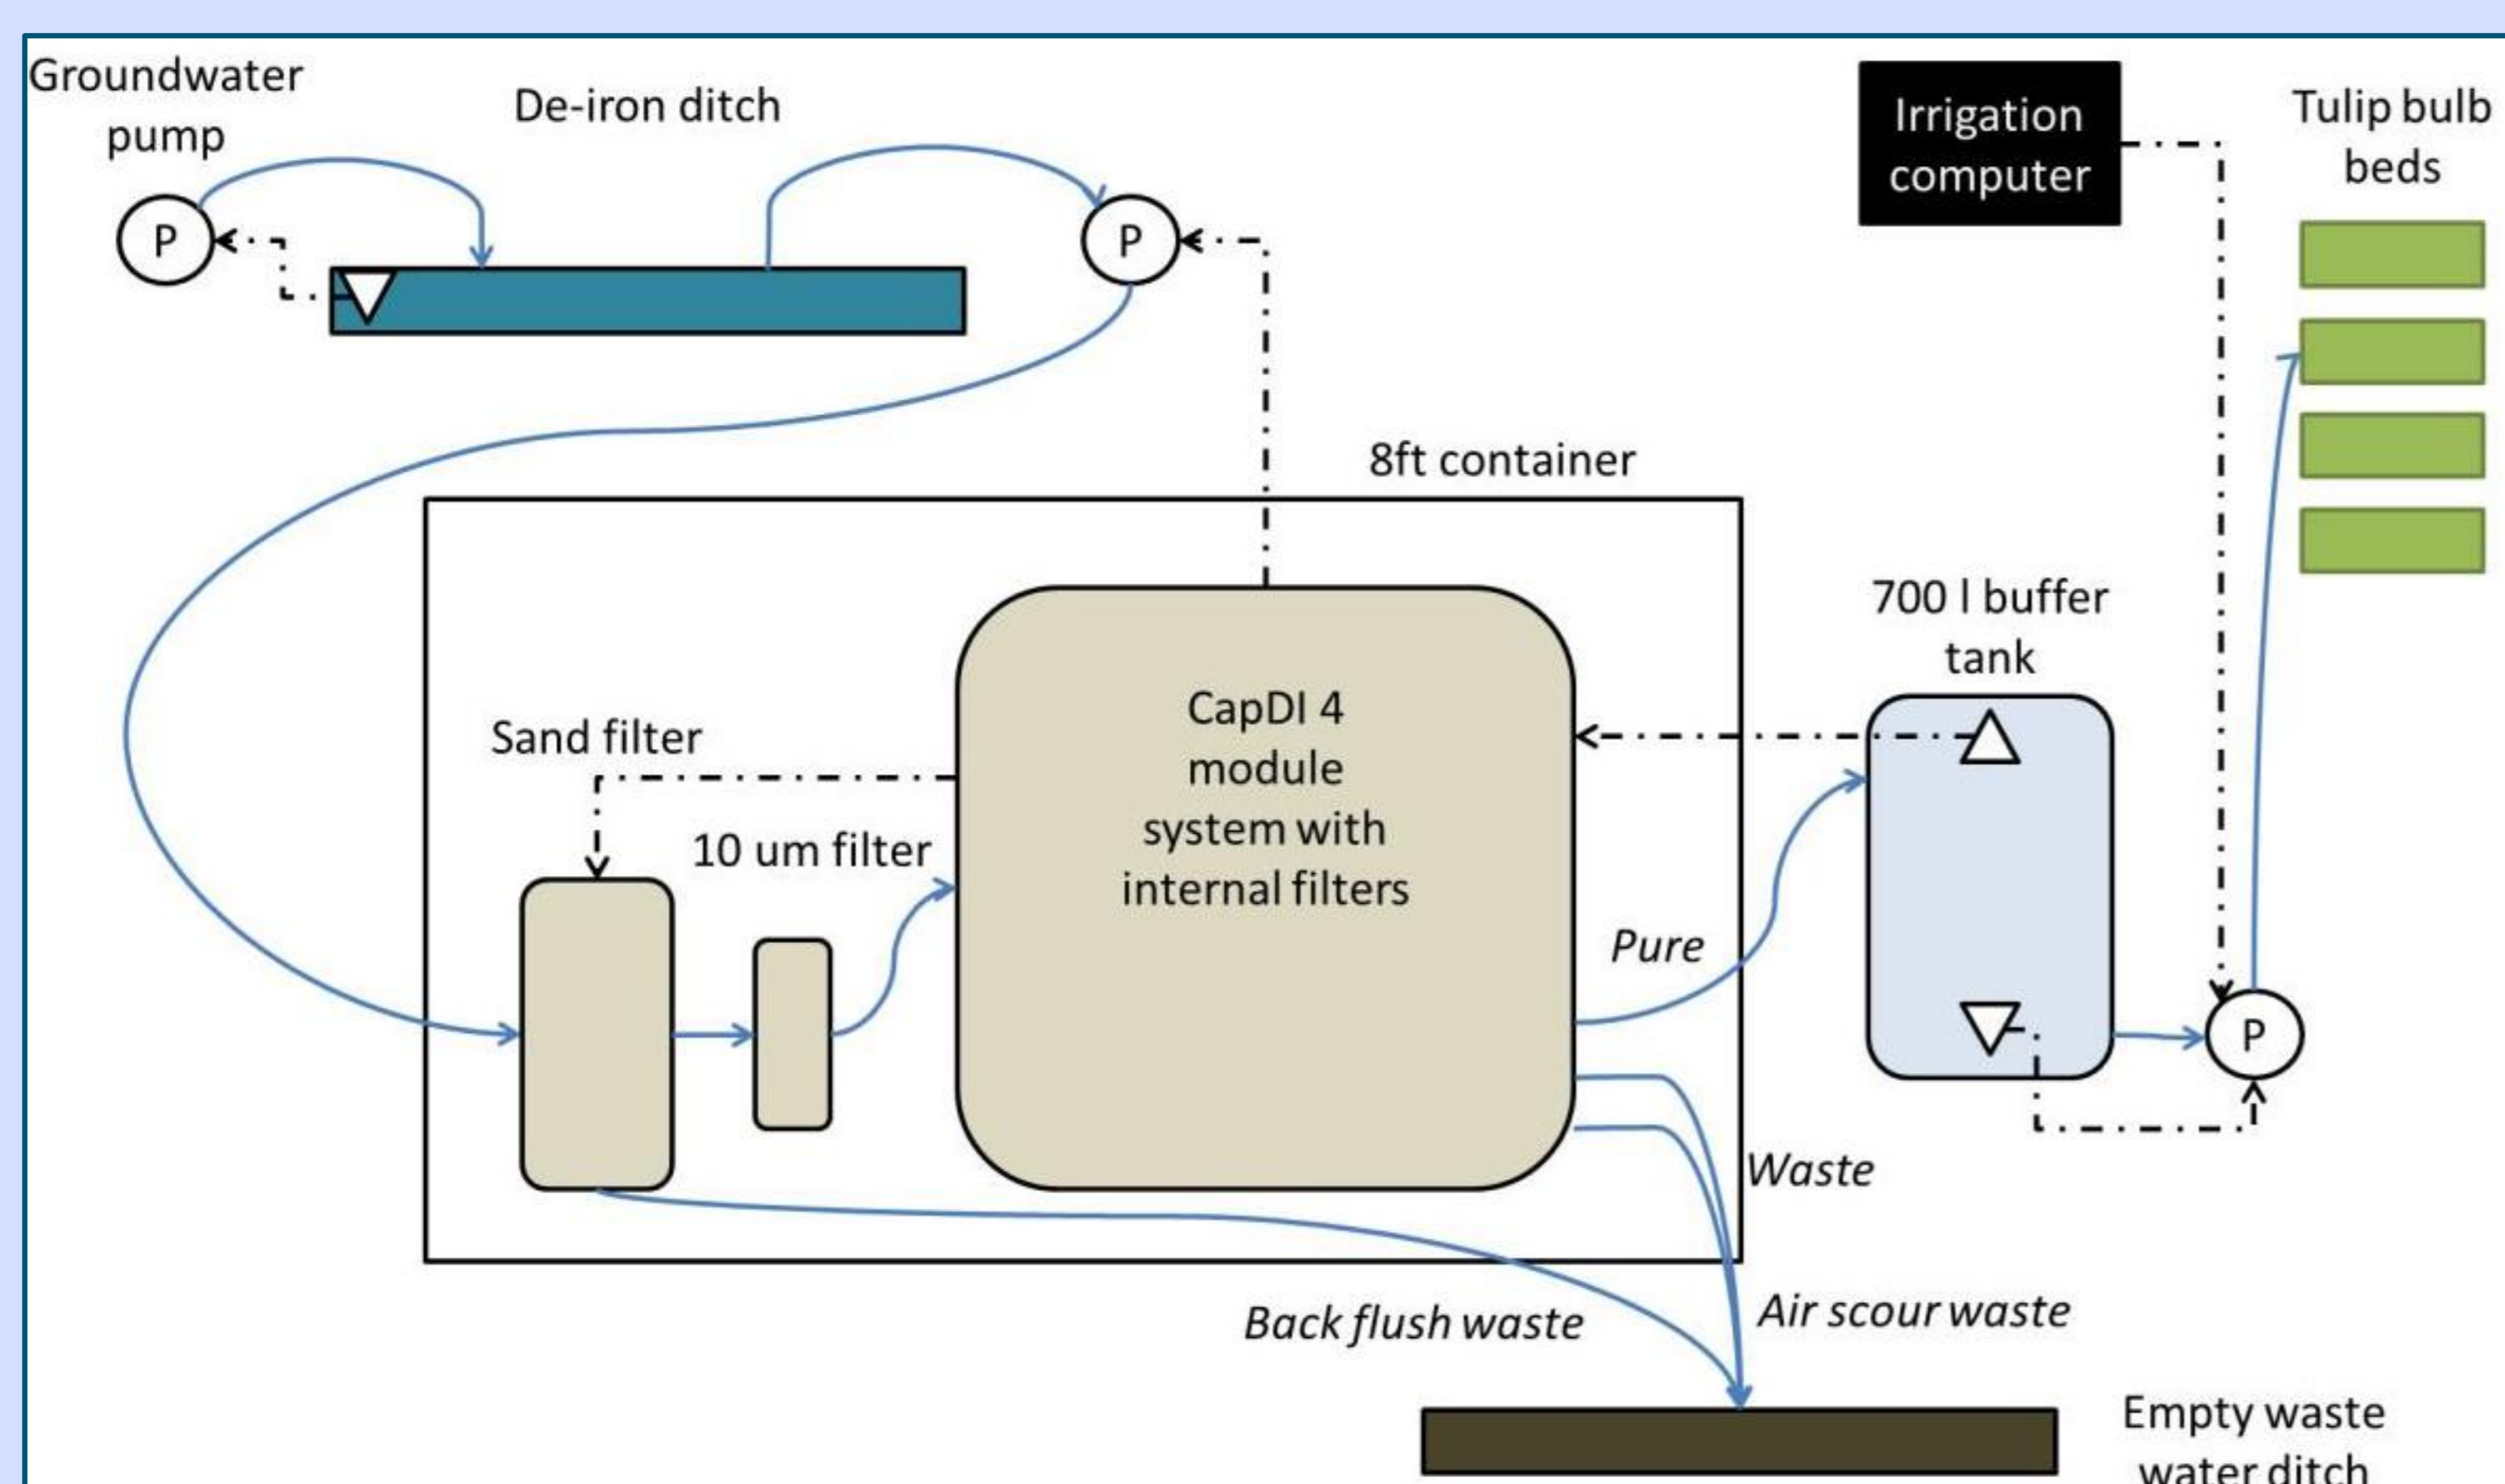 Groundwater
pump
De-iron ditch
Irrigation
computer
Tulip bulb
beds
P
P
8ft container
700 l buffer
tank
Sand filter
10 um filter
CapDI 4
module
system with
internal filters
Pure
P
Waste
Back flush waste
Air scour waste
Empty waste
water ditch